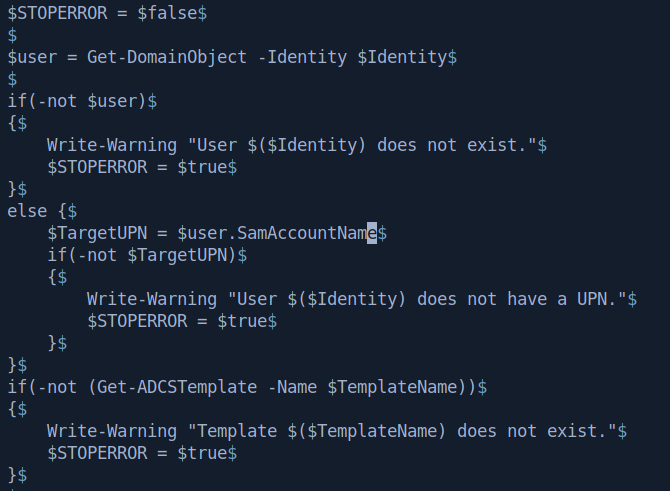 $STOPERROR = $false$
$
$user = Get-DomainObject -Identity $Identity$
$
if(-not $user)$
{$
    Write-Warning "User $($Identity) does not exist."$
    $STOPERROR = $true$
}$
else {$
    $TargetUPN = $user.SamAccountName$
    if(-not $TargetUPN)$
    {$
        Write-Warning "User $($Identity) does not have a UPN."$
        $STOPERROR = $true$
    }$
}$
if(-not (Get-ADCSTemplate -Name $TemplateName))$
{$
    Write-Warning "Template $($TemplateName) does not exist."$
    $STOPERROR = $true$
}$